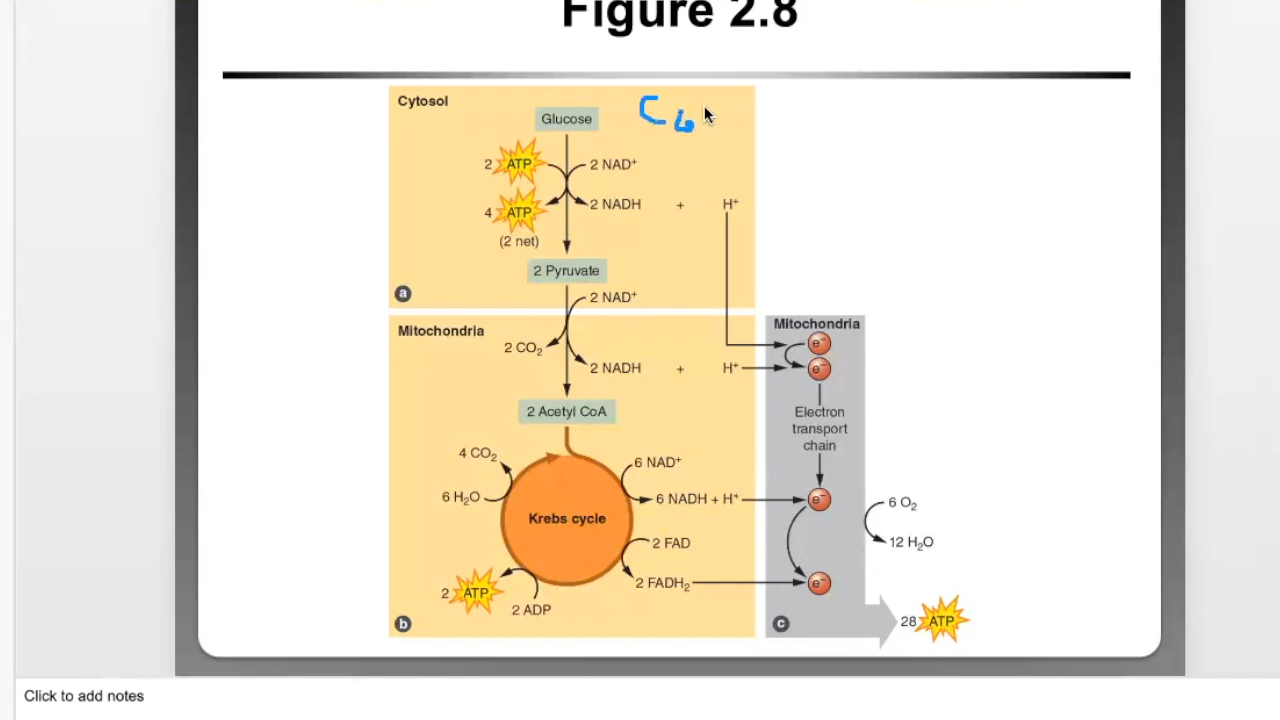 Figure 2.8
Cytosol
C6
Glucose
2 ATP
2 NAD⁺
4 ATP
2 NADH + H⁺
(2 net)
2 Pyruvate
a
2 NAD⁺
Mitochondria
2 CO₂
2 NADH + H⁺
2 Acetyl CoA
4 CO₂
6 NAD⁺
6 H₂O
6 NADH + H⁺
Krebs cycle
2 FAD
2 FADH₂
2 ATP
2 ADP
b
Mitochondria
e⁻
e⁻
Electron
transport
chain
e⁻
6 O₂
12 H₂O
e⁻
c
28 ATP
Click to add notes